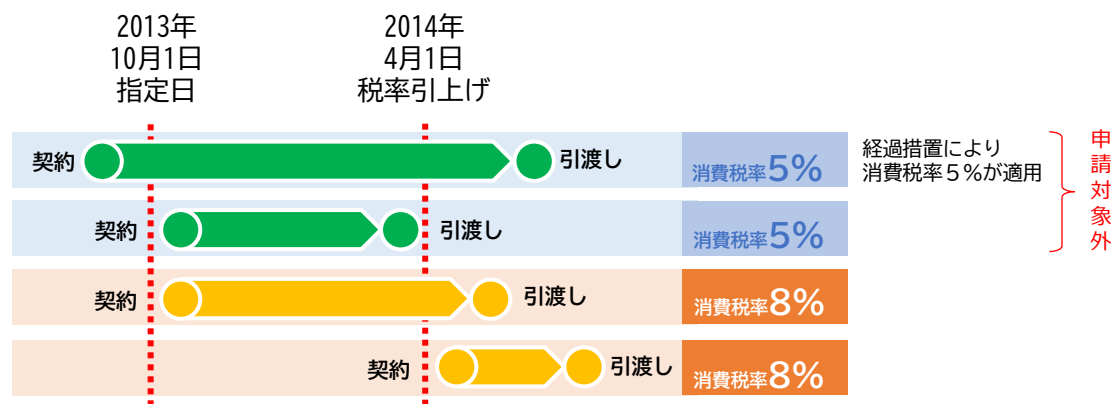 2013年
10月1日
指定日
2014年
4月1日
税率引上げ
契約
引渡し
消費税率5%
経過措置により
消費税率５%が適用
申請対象外
契約
引渡し
消費税率5%
契約
引渡し
消費税率8%
契約
引渡し
消費税率8%